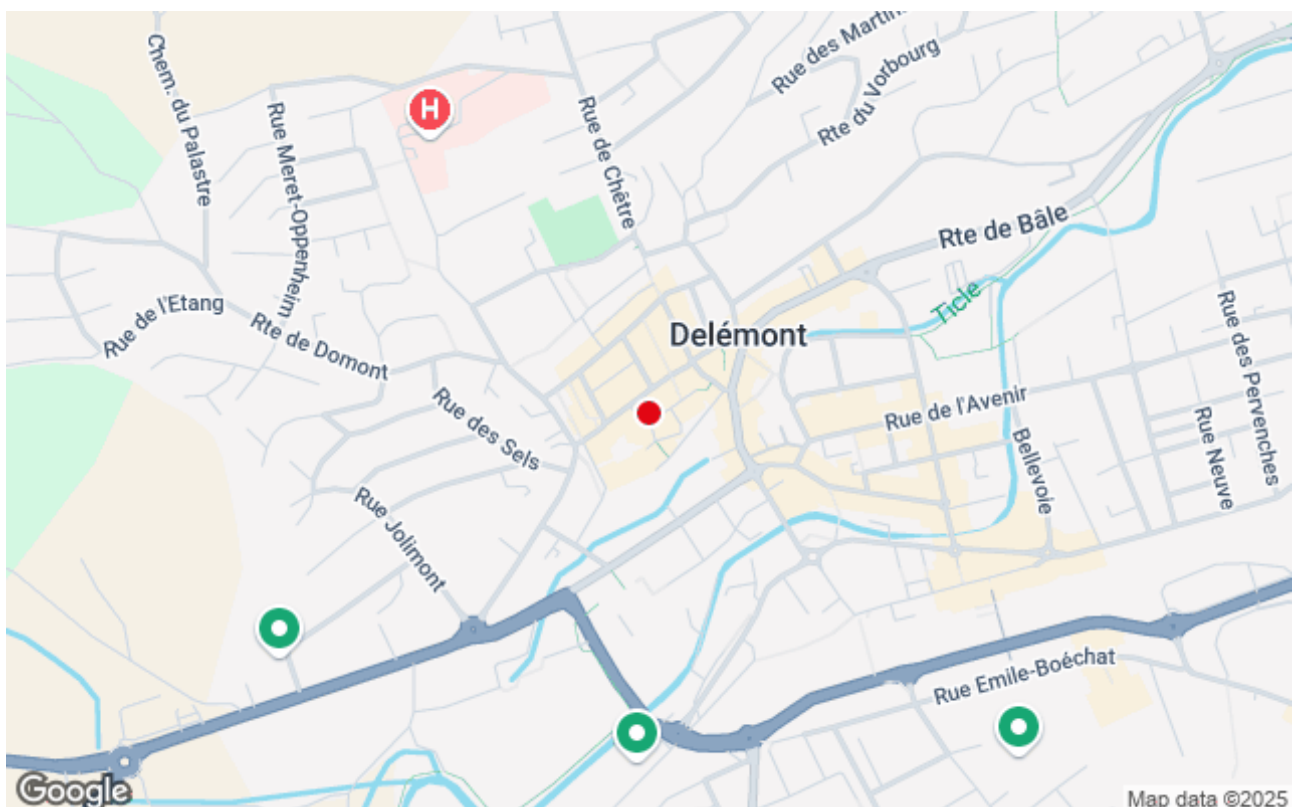 Rue des Martin
Chem. du Palastre
Rte du Vorbourg
H
Rue Meret-Oppenheim
Rue de Chêtre
Rte de Bâle
Rue de l'Etang
Ticle
Rte de Domont
Delémont
Rue des Pervenches
Rue de l'Avenir
Rue des Sels
Bellevoie
Rue Neuve
Rue Jolimont
Rue Emile-Boéchat
Google
Map data ©2025